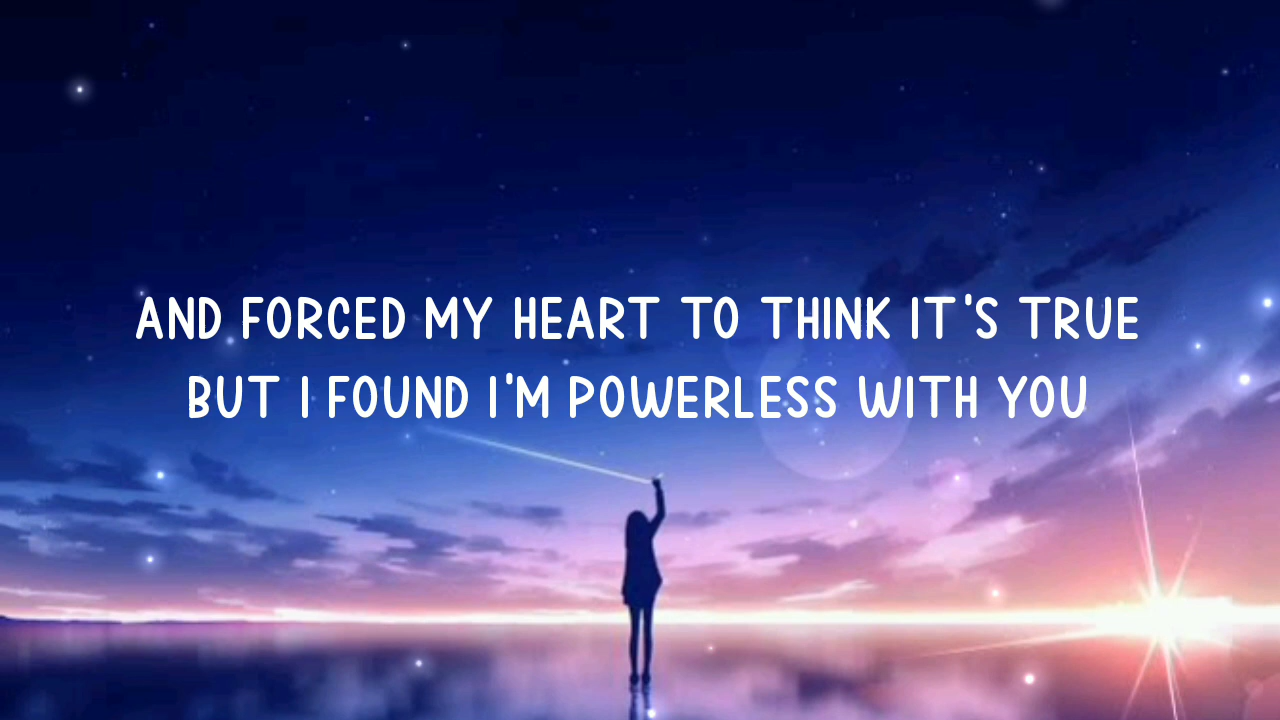 AND FORCED MY HEART TO THINK IT'S TRUE
BUT I FOUND I'M POWERLESS WITH YOU